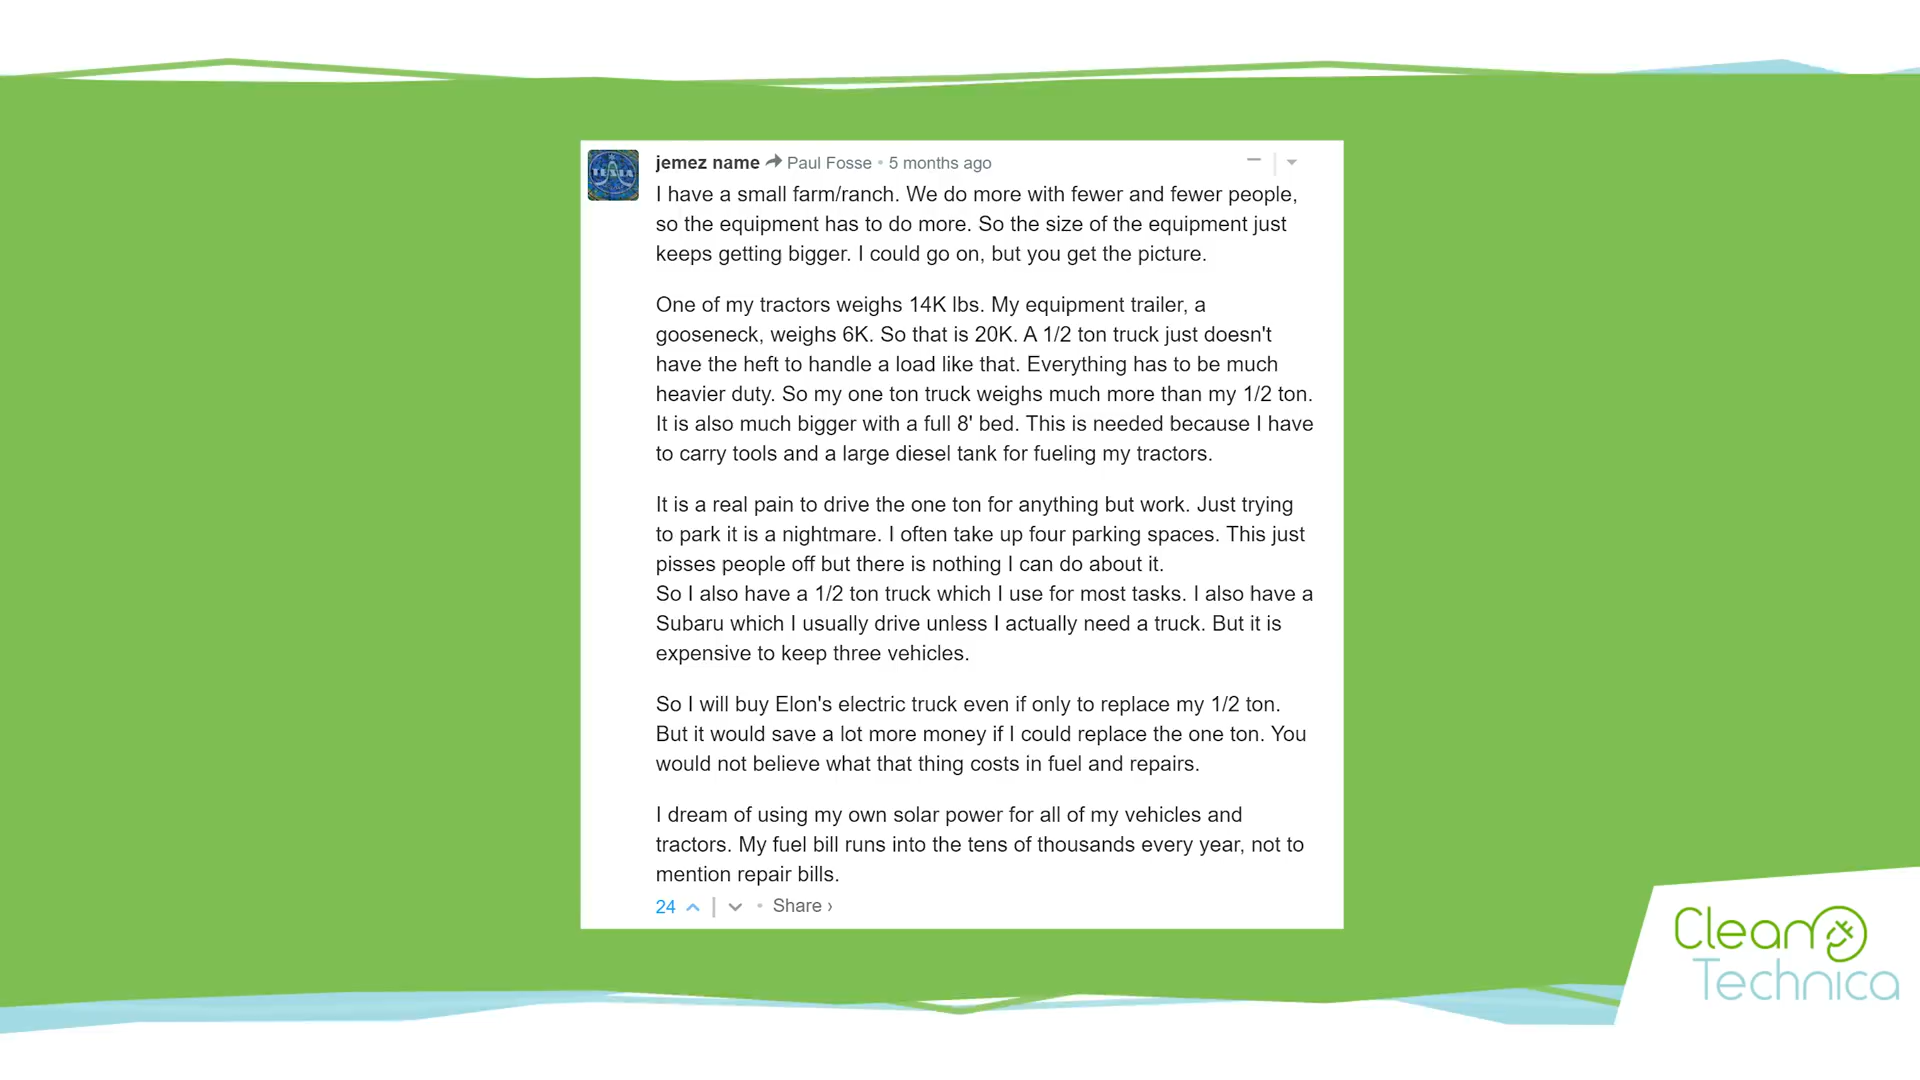 jemez name Paul Fosse • 5 months ago
I have a small farm/ranch. We do more with fewer and fewer people,
so the equipment has to do more. So the size of the equipment just
keeps getting bigger. I could go on, but you get the picture.
One of my tractors weighs 14K lbs. My equipment trailer, a
gooseneck, weighs 6K. So that is 20K. A 1/2 ton truck just doesn't
have the heft to handle a load like that. Everything has to be much
heavier duty. So my one ton truck weighs much more than my 1/2 ton.
It is also much bigger with a full 8' bed. This is needed because I have
to carry tools and a large diesel tank for fueling my tractors.
It is a real pain to drive the one ton for anything but work. Just trying
to park it is a nightmare. I often take up four parking spaces. This just
pisses people off but there is nothing I can do about it.
So I also have a 1/2 ton truck which I use for most tasks. I also have a
Subaru which I usually drive unless I actually need a truck. But it is
expensive to keep three vehicles.
So I will buy Elon's electric truck even if only to replace my 1/2 ton.
But it would save a lot more money if I could replace the one ton. You
would not believe what that thing costs in fuel and repairs.
I dream of using my own solar power for all of my vehicles and
tractors. My fuel bill runs into the tens of thousands every year, not to
mention repair bills.
24 • Share ›
Clean
Technica